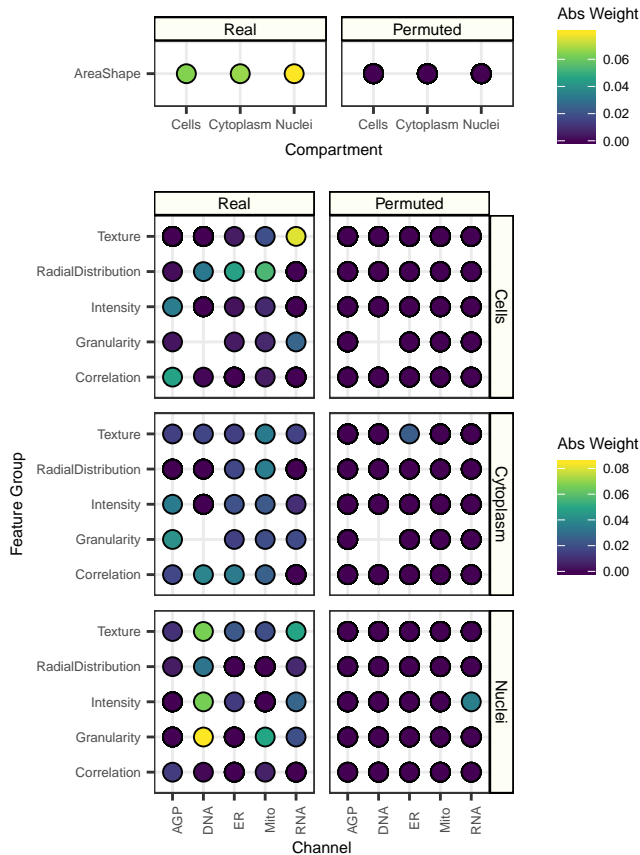 Real
Permuted
Abs Weight
AreaShape
0.06
0.04
0.02
0.00
Cells
Cytoplasm
Nuclei
Cells
Cytoplasm
Nuclei
Compartment
Real
Permuted
Texture
RadialDistribution
Intensity
Granularity
Correlation
Cells
Feature Group
Texture
RadialDistribution
Intensity
Granularity
Correlation
Cytoplasm
Abs Weight
0.08
0.06
0.04
0.02
0.00
Texture
RadialDistribution
Intensity
Granularity
Correlation
Nuclei
AGP
DNA
ER
Mito
RNA
AGP
DNA
ER
Mito
RNA
Channel